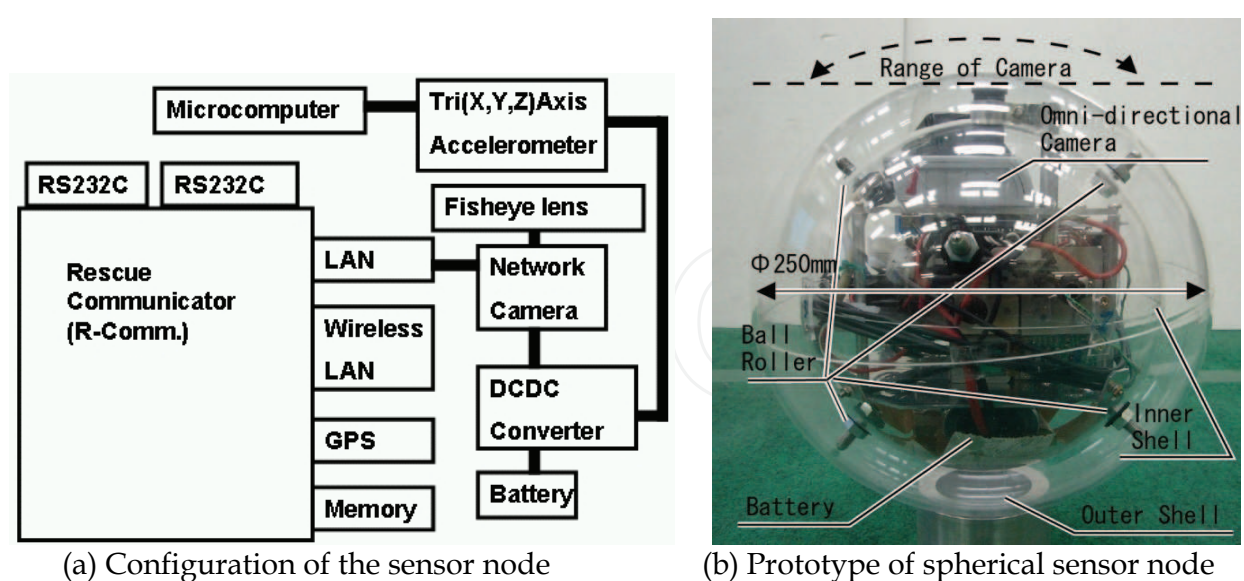 Microcomputer
Tri(X,Y,Z)Axis
Accelerometer
RS232C
RS232C
Fisheye lens
Rescue
Communicator
(R-Comm.)
LAN
Network
Camera
Wireless
LAN
DCDC
Converter
GPS
Battery
Memory
(a) Configuration of the sensor node
Range of Camera
Omni-directional
Camera
Φ250mm
Ball
Roller
Inner
Shell
Battery
Outer Shell
(b) Prototype of spherical sensor node